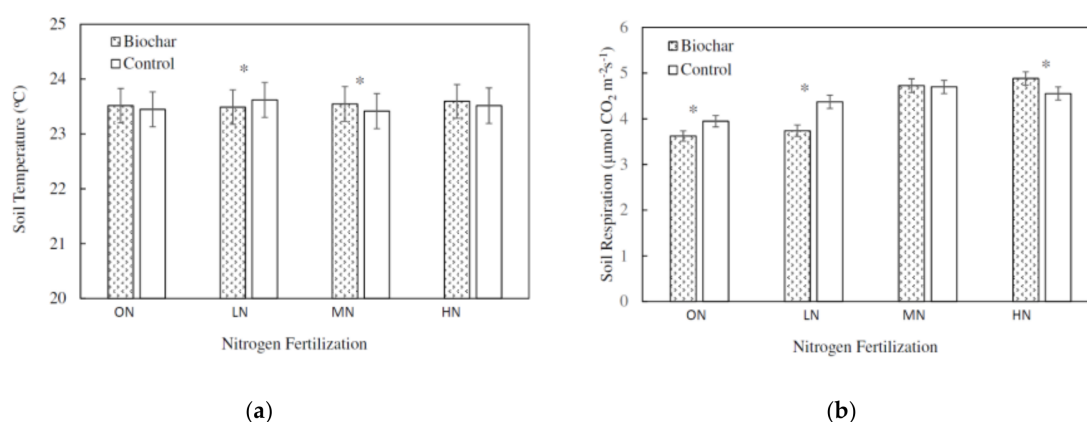 25
24
23
22
21
20
Soil Temperature (ºC)
Biochar
Control
*
*
ON LN MN HN
Nitrogen Fertilization
(a)
6
5
4
3
2
1
0
Soil Respiration (μmol CO₂ m⁻²s⁻¹)
Biochar
Control
*
*
*
ON LN MN HN
Nitrogen Fertilization
(b)